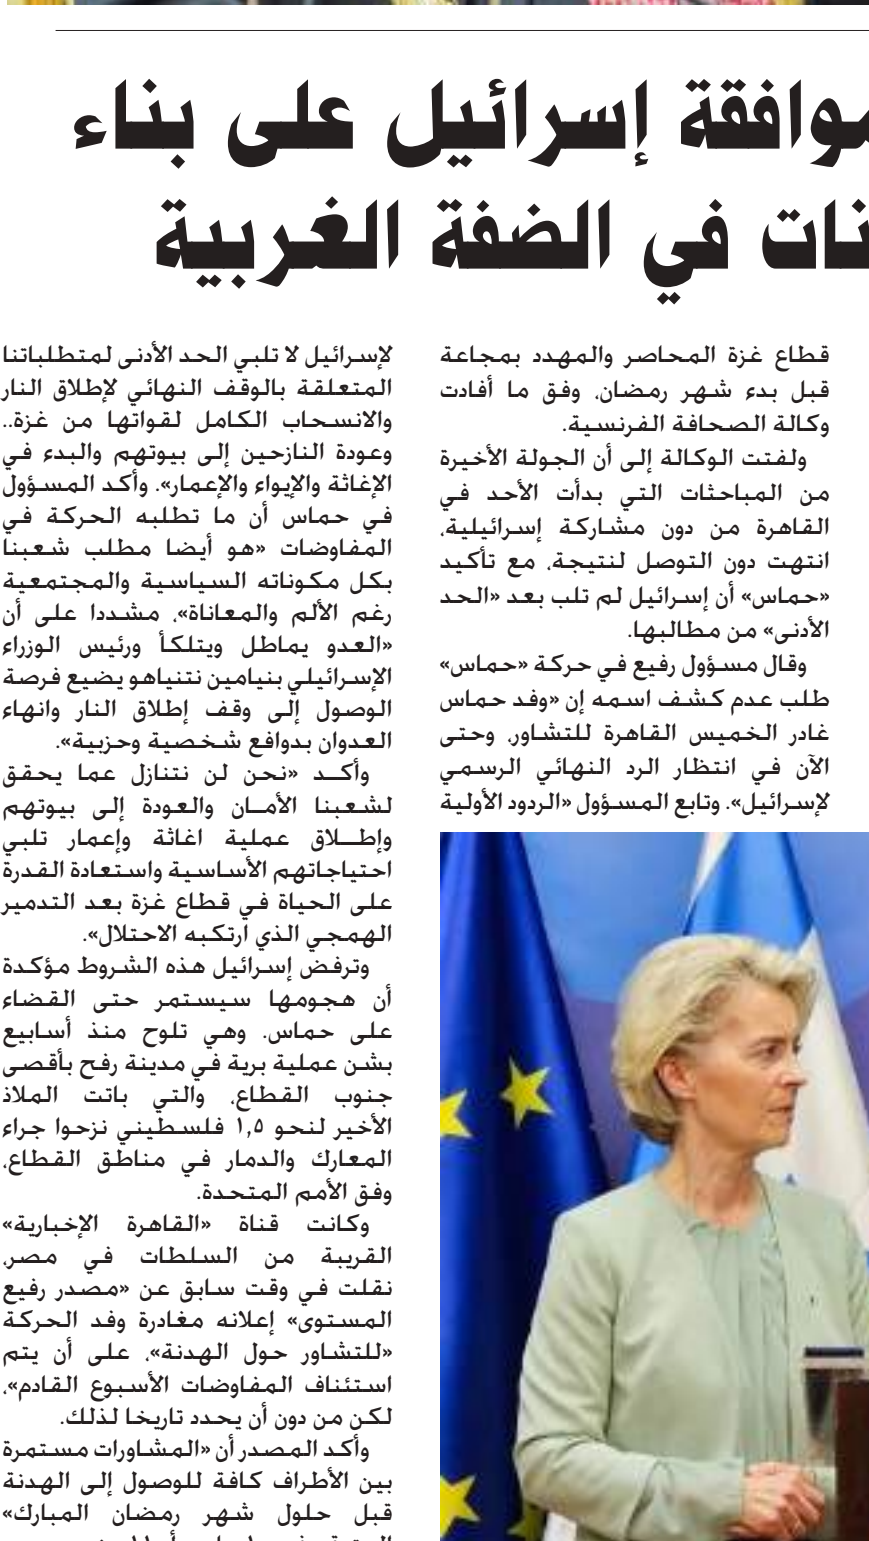 موافقة إسرائيل على بناء
نات في الضفة الغربية
قطاع غزة المحاصر والمهدد بمجاعة
قبل بدء شهر رمضان، وفق ما أفادت
وكالة الصحافة الفرنسية.
ولفتت الوكالة إلى أن الجولة الأخيرة
من المباحثات التي بدأت الأحد في
القاهرة من دون مشاركة إسرائيلية،
انتهت دون التوصل لنتيجة، مع تأكيد
«حماس» أن إسرائيل لم تلب بعد «الحد
الأدنى» من مطالبها.
وقال مسؤول رفيع في حركة «حماس»
طلب عدم كشف اسمه إن «وفد حماس
غادر الخميس القاهرة للتشاور، وحتى
الآن في انتظار الرد النهائي الرسمي
لإسرائيل». وتابع المسؤول «الردود الأولية
لإسرائيل لا تلبي الحد الأدنى لمتطلباتنا
المتعلقة بالوقف النهائي لإطلاق النار
والانسحاب الكامل لقواتها من غزة..
وعودة النازحين إلى بيوتهم والبدء في
الإغاثة والإيواء والإعمار». وأكد المسؤول
في حماس أن ما تطلبه الحركة في
المفاوضات «هو أيضا مطلب شعبنا
بكل مكوناته السياسية والمجتمعية
رغم الألم والمعاناة»، مشددا على أن
«العدو يماطل ويتلكأ ورئيس الوزراء
الإسرائيلي بنيامين نتنياهو يضيع فرصة
الوصول إلى وقف إطلاق النار وانهاء
العدوان بدوافع شخصية وحزبية».
وأكــد «نحن لن نتنازل عما يحقق
لشعبنا الأمــان والعودة إلى بيوتهم
وإطــلاق عملية اغاثة وإعمار تلبي
احتياجاتهم الأساسية واستعادة القدرة
على الحياة في قطاع غزة بعد التدمير
الهمجي الذي ارتكبه الاحتلال».
وترفض إسرائيل هذه الشروط مؤكدة
أن هجومها سيستمر حتى القضاء
على حماس. وهي تلوح منذ أسابيع
بشن عملية برية في مدينة رفح بأقصى
جنوب القطاع، والتي باتت الملاذ
الأخير لنحو ١,٥ فلسطيني نزحوا جراء
المعارك والدمار في مناطق القطاع،
وفق الأمم المتحدة.
وكانت قناة «القاهرة الإخبارية»
القريبة من السلطات في مصر،
نقلت في وقت سابق عن «مصدر رفيع
المستوى» إعلانه مغادرة وفد الحركة
«للتشاور حول الهدنة»، على أن يتم
استئناف المفاوضات الأسبوع القادم»،
لكن من دون أن يحدد تاريخا لذلك.
وأكد المصدر أن «المشاورات مستمرة
بين الأطراف كافة للوصول إلى الهدنة
قبل حلول شهر رمضان المبارك»